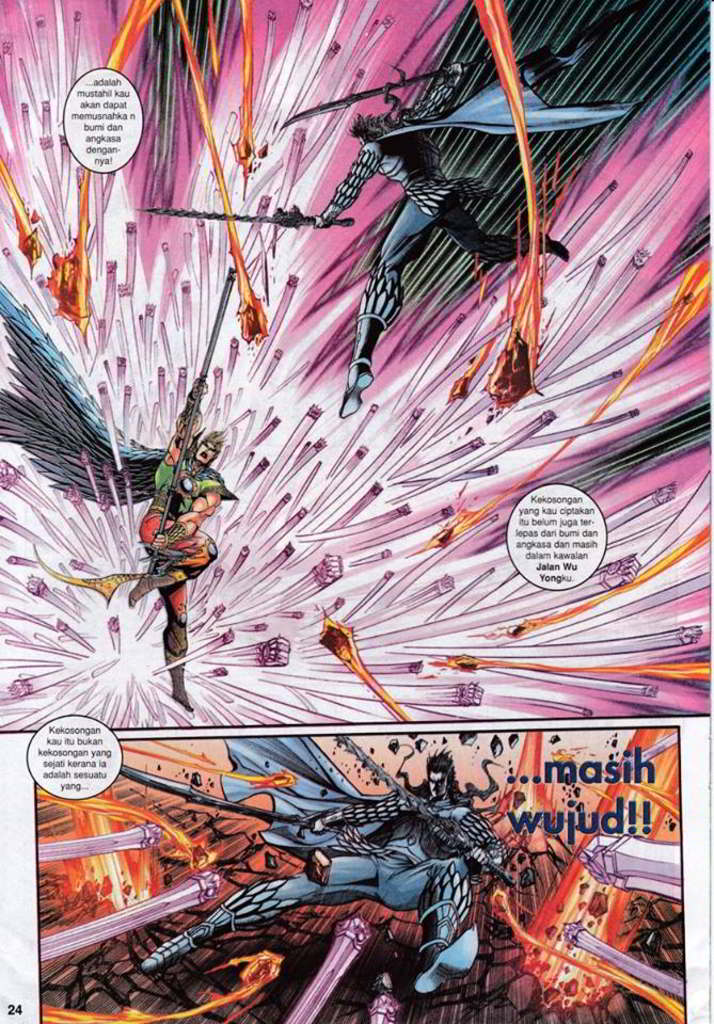 ...adalah
mustahil kau
akan dapat
memusnahka n
bumi dan
angkasa
dengan-
nya!
Kekosongan
yang kau ciptakan
itu belum juga ter-
lepas dari bumi dan
angkasa dan masih
dalam kawalan
Jalan Wu
Yongku.
Kekosongan
kau itu bukan
kekosongan yang
sejati kerana ia
adalah sesuatu
yang...
...masih
wujud!!
24